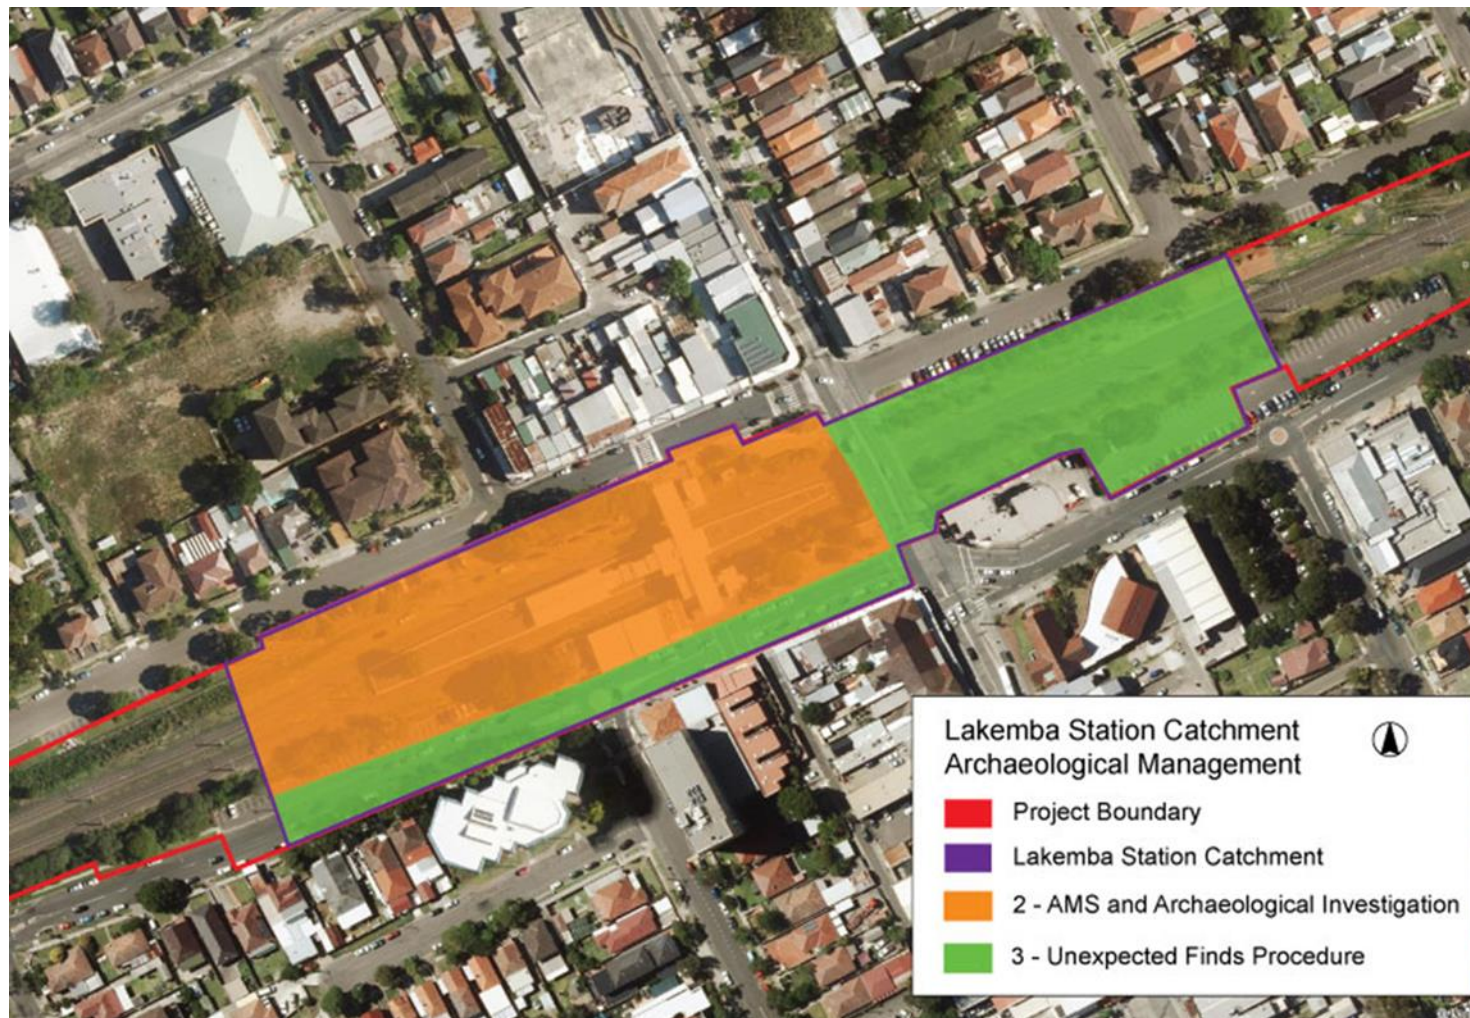 Lakemba Station Catchment
Archaeological Management
Project Boundary
Lakemba Station Catchment
2 - AMS and Archaeological Investigation
3 - Unexpected Finds Procedure